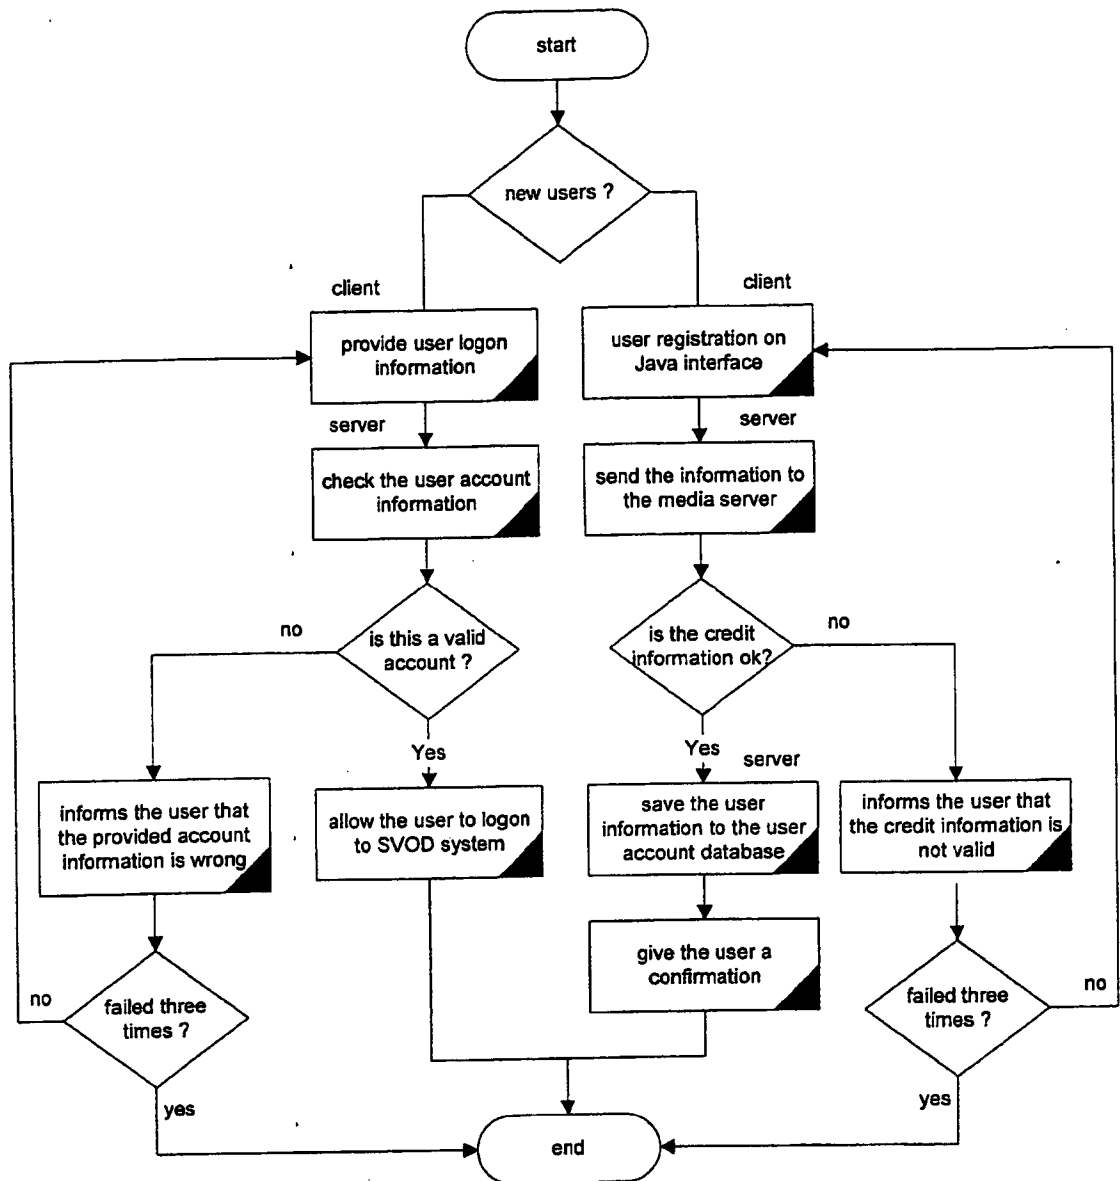 start
new users ?
client
client
provide user logon
information
user registration on
Java interface
server
server
check the user account
information
send the information to
the media server
no
is this a valid
account ?
is the credit
information ok?
no
Yes
Yes
server
informs the user that
the provided account
information is wrong
allow the user to logon
to SVOD system
save the user
information to the user
account database
informs the user that
the credit information is
not valid
give the user a
confirmation
no
failed three
times ?
failed three
times ?
no
yes
yes
end